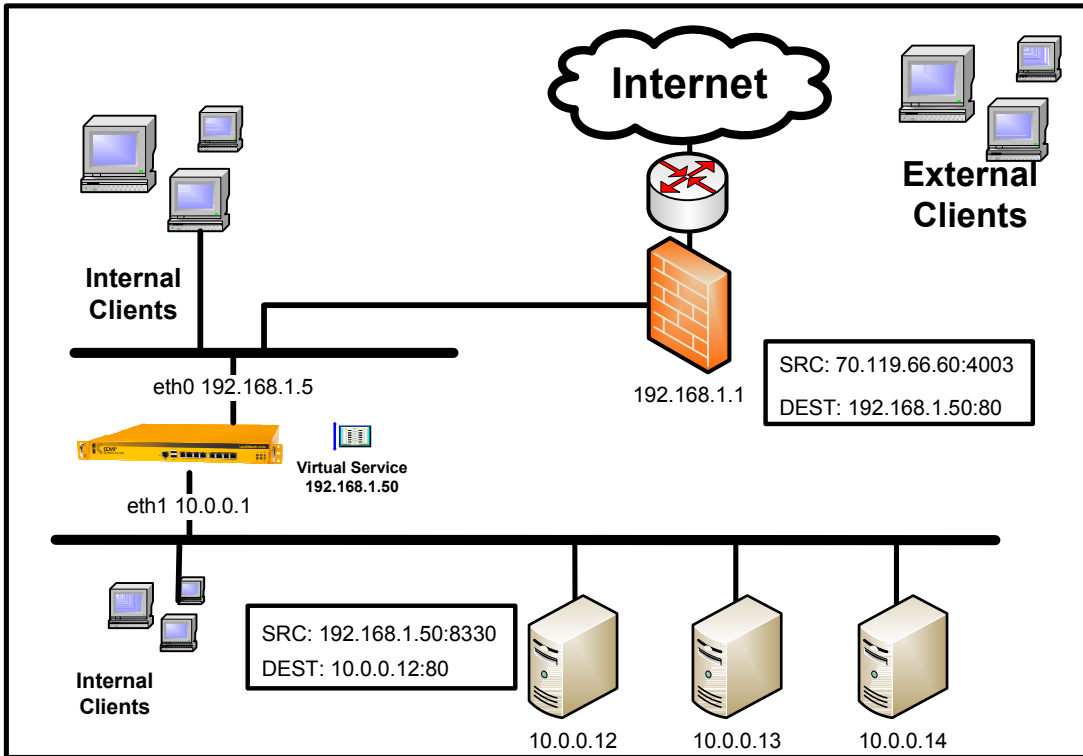 Internet
External
Clients
Internal
Clients
eth0 192.168.1.5
192.168.1.1
SRC: 70.119.66.60:4003
DEST: 192.168.1.50:80
KEMP
Virtual Service
192.168.1.50
eth1 10.0.0.1
SRC: 192.168.1.50:8330
DEST: 10.0.0.12:80
Internal
Clients
10.0.0.12
10.0.0.13
10.0.0.14